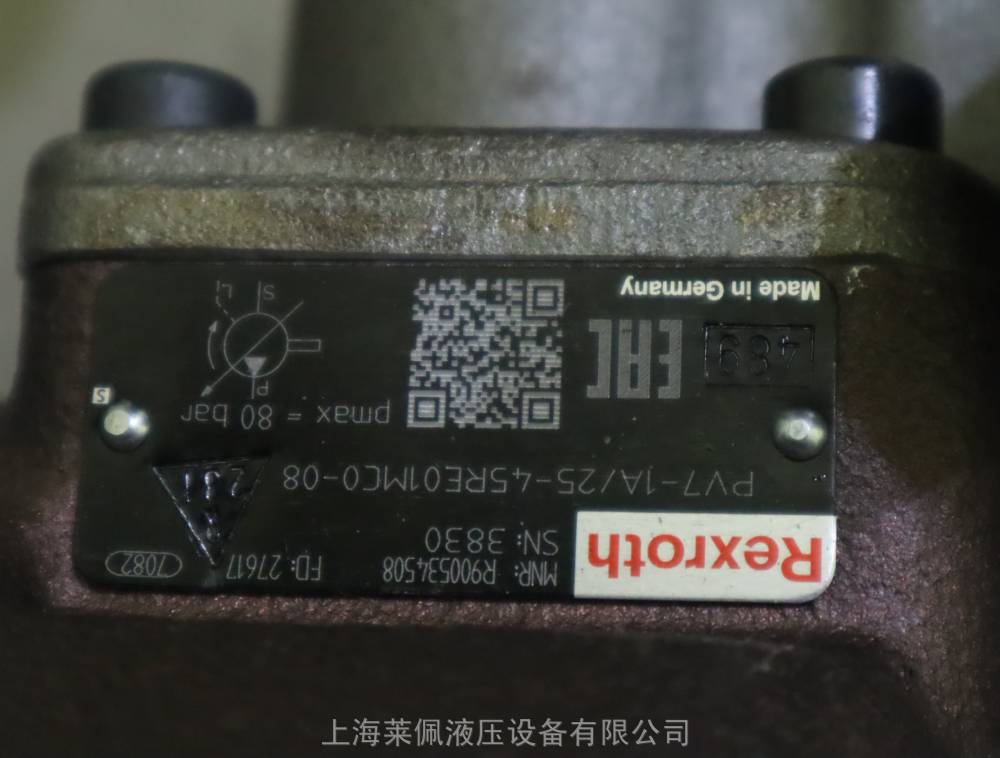 Rexroth
MNR: R900534508
FD: 27617
7082
SN: 3830
PV7-1A/25-45RE01MC0-08
pmax = 80 bar
489
EAC
Made in Germany
P
S
L
S
上海莱佩液压设备有限公司